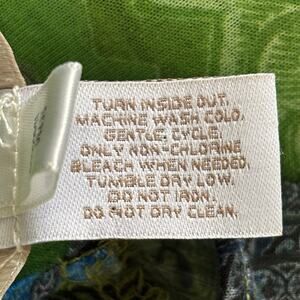 TURN INSIDE OUT.
MACHINE WASH COLD.
GENTLE CYCLE.
ONLY NON-CHLORINE
BLEACH WHEN NEEDED.
TUMBLE DRY LOW.
DO NOT IRON.
DO NOT DRY CLEAN.